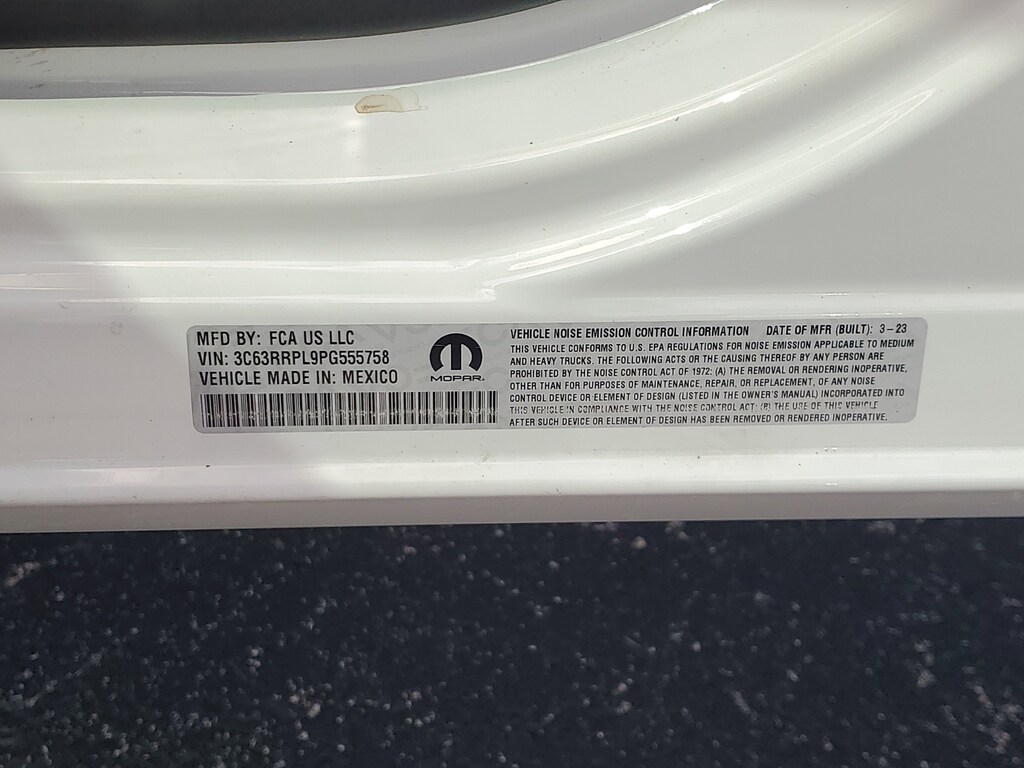 MFD BY: FCA US LLC
VIN: 3C63RRPL9PG555758
VEHICLE MADE IN: MEXICO
MOPAR®
VEHICLE NOISE EMISSION CONTROL INFORMATION DATE OF MFR (BUILT): 3-23
THIS VEHICLE CONFORMS TO U.S. EPA REGULATIONS FOR NOISE EMISSION APPLICABLE TO MEDIUM
AND HEAVY TRUCKS. THE FOLLOWING ACTS OR THE CAUSING THEREOF BY ANY PERSON ARE
PROHIBITED BY THE NOISE CONTROL ACT OF 1972: (A) THE REMOVAL OR RENDERING INOPERATIVE,
OTHER THAN FOR PURPOSES OF MAINTENANCE, REPAIR, OR REPLACEMENT, OF ANY NOISE
CONTROL DEVICE OR ELEMENT OF DESIGN (LISTED IN THE OWNER'S MANUAL) INCORPORATED INTO
THIS VEHICLE IN COMPLIANCE WITH THE NOISE CONTROL ACT: (B) THE USE OF THIS VEHICLE
AFTER SUCH DEVICE OR ELEMENT OF DESIGN HAS BEEN REMOVED OR RENDERED INOPERATIVE.